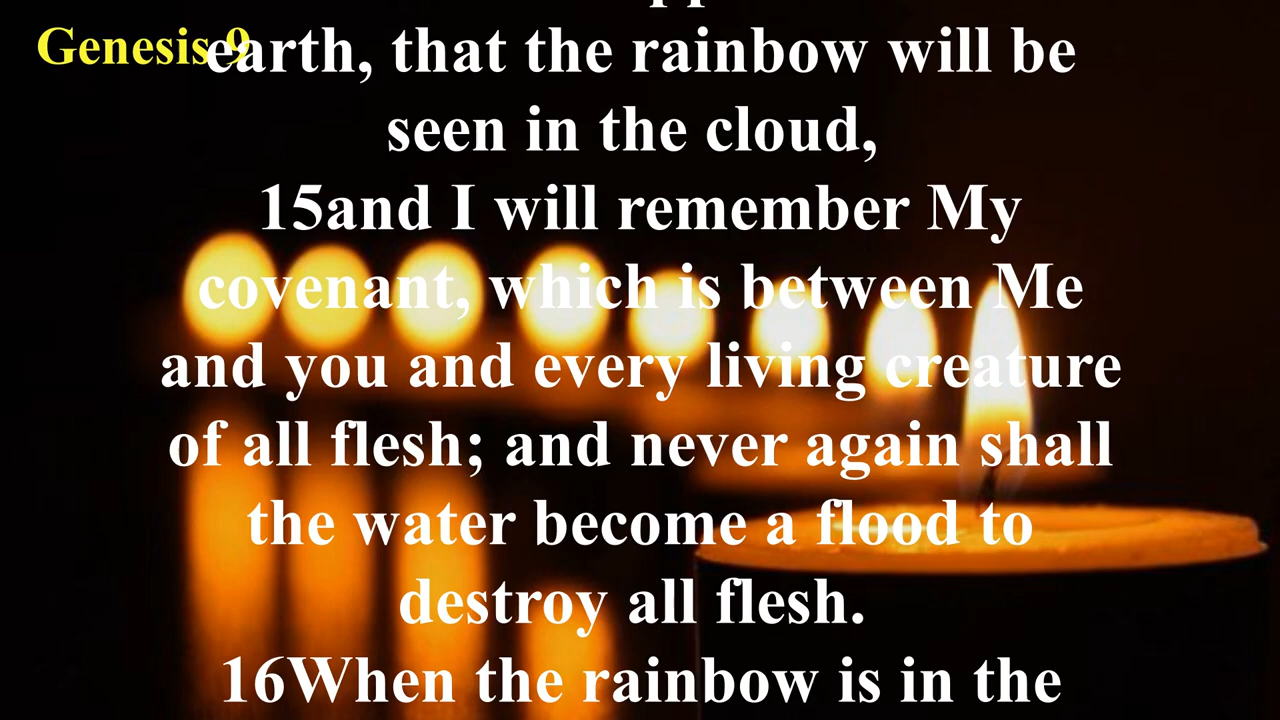 Genesis 9
earth, that the rainbow will be
seen in the cloud,
15and I will remember My
covenant, which is between Me
and you and every living creature
of all flesh; and never again shall
the water become a flood to
destroy all flesh.
16When the rainbow is in the